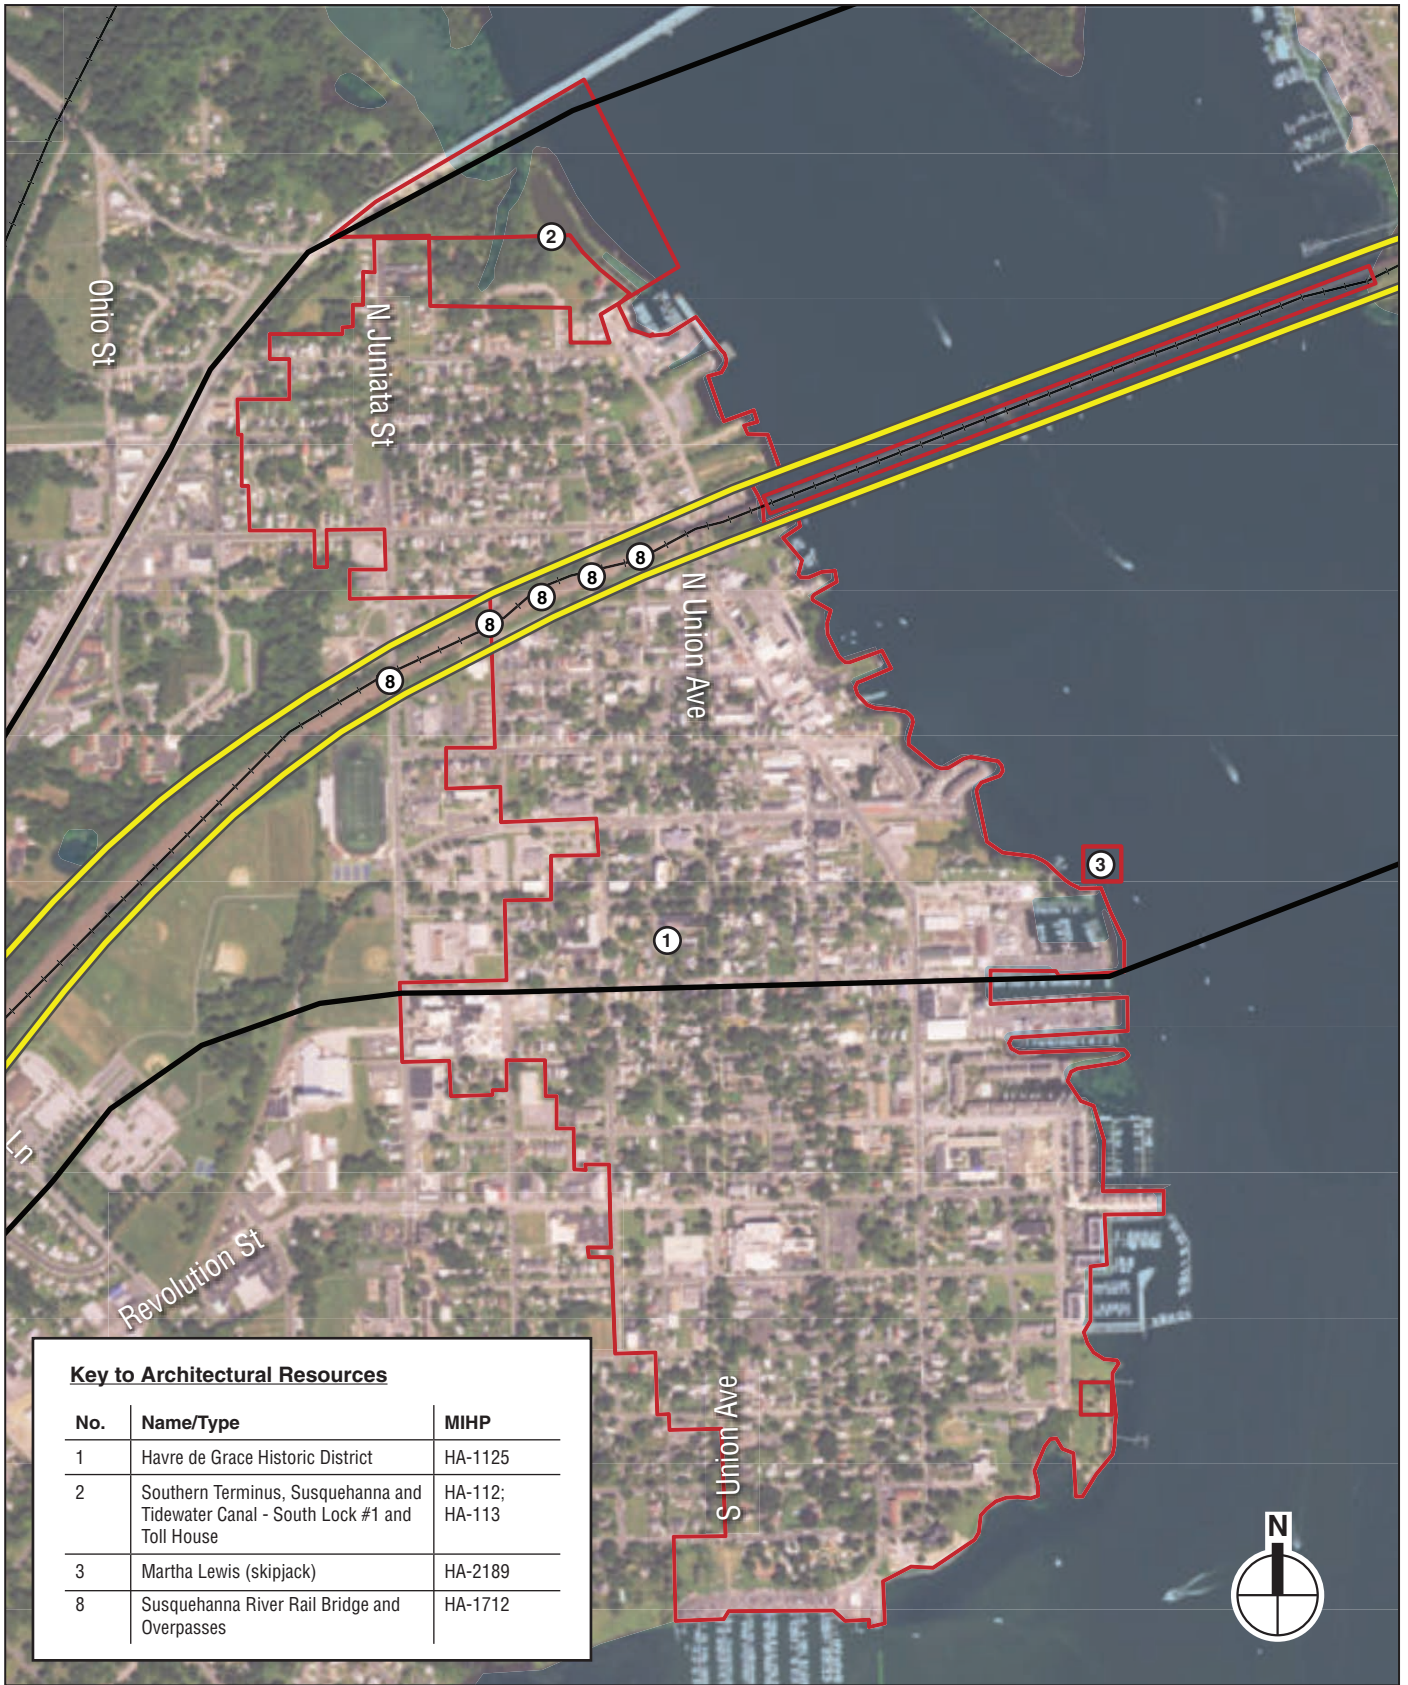 2
Ohio St
N Juniata St
8
8
8
8
8
N Union Ave
3
1
Ln
Revolution St
S Union Ave
Key to Architectural Resources
No. Name/Type MIHP
1 Havre de Grace Historic District HA-1125
2 Southern Terminus, Susquehanna and HA-112;
Tidewater Canal - South Lock #1 and HA-113
Toll House
3 Martha Lewis (skipjack) HA-2189
8 Susquehanna River Rail Bridge and HA-1712
Overpasses
N